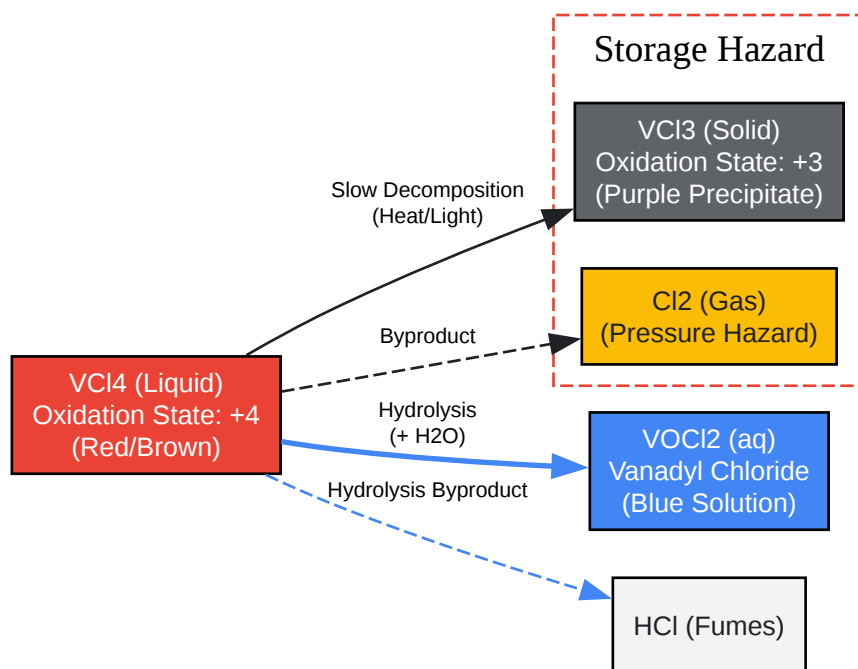 Storage Hazard
VCl3 (Solid)
Oxidation State: +3
(Purple Precipitate)
Slow Decomposition
(Heat/Light)
Cl2 (Gas)
(Pressure Hazard)
Byproduct
VCl4 (Liquid)
Oxidation State: +4
(Red/Brown)
Hydrolysis
(+ H2O)
VOCl2 (aq)
Vanadyl Chloride
(Blue Solution)
Hydrolysis Byproduct
HCl (Fumes)